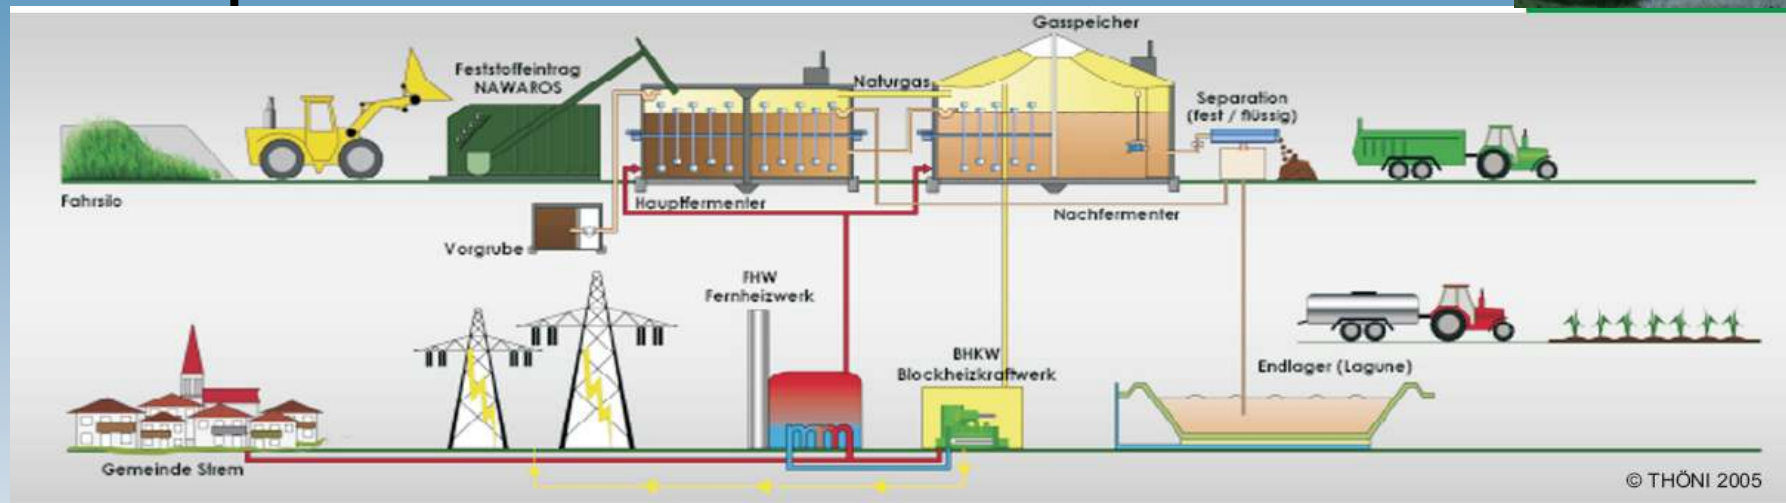 Gasspeicher
Feststoffeintrag
NAWAROS
Naturgas
Separation
(fest / flüssig)
Fahrsilo
Hauptfermenter
Nachfermenter
Vorgrube
FHW
Fernheizwerk
BHKW
Blockheizkraftwerk
Endlager (Lagune)
Gemeinde Strem
© THÖNI 2005